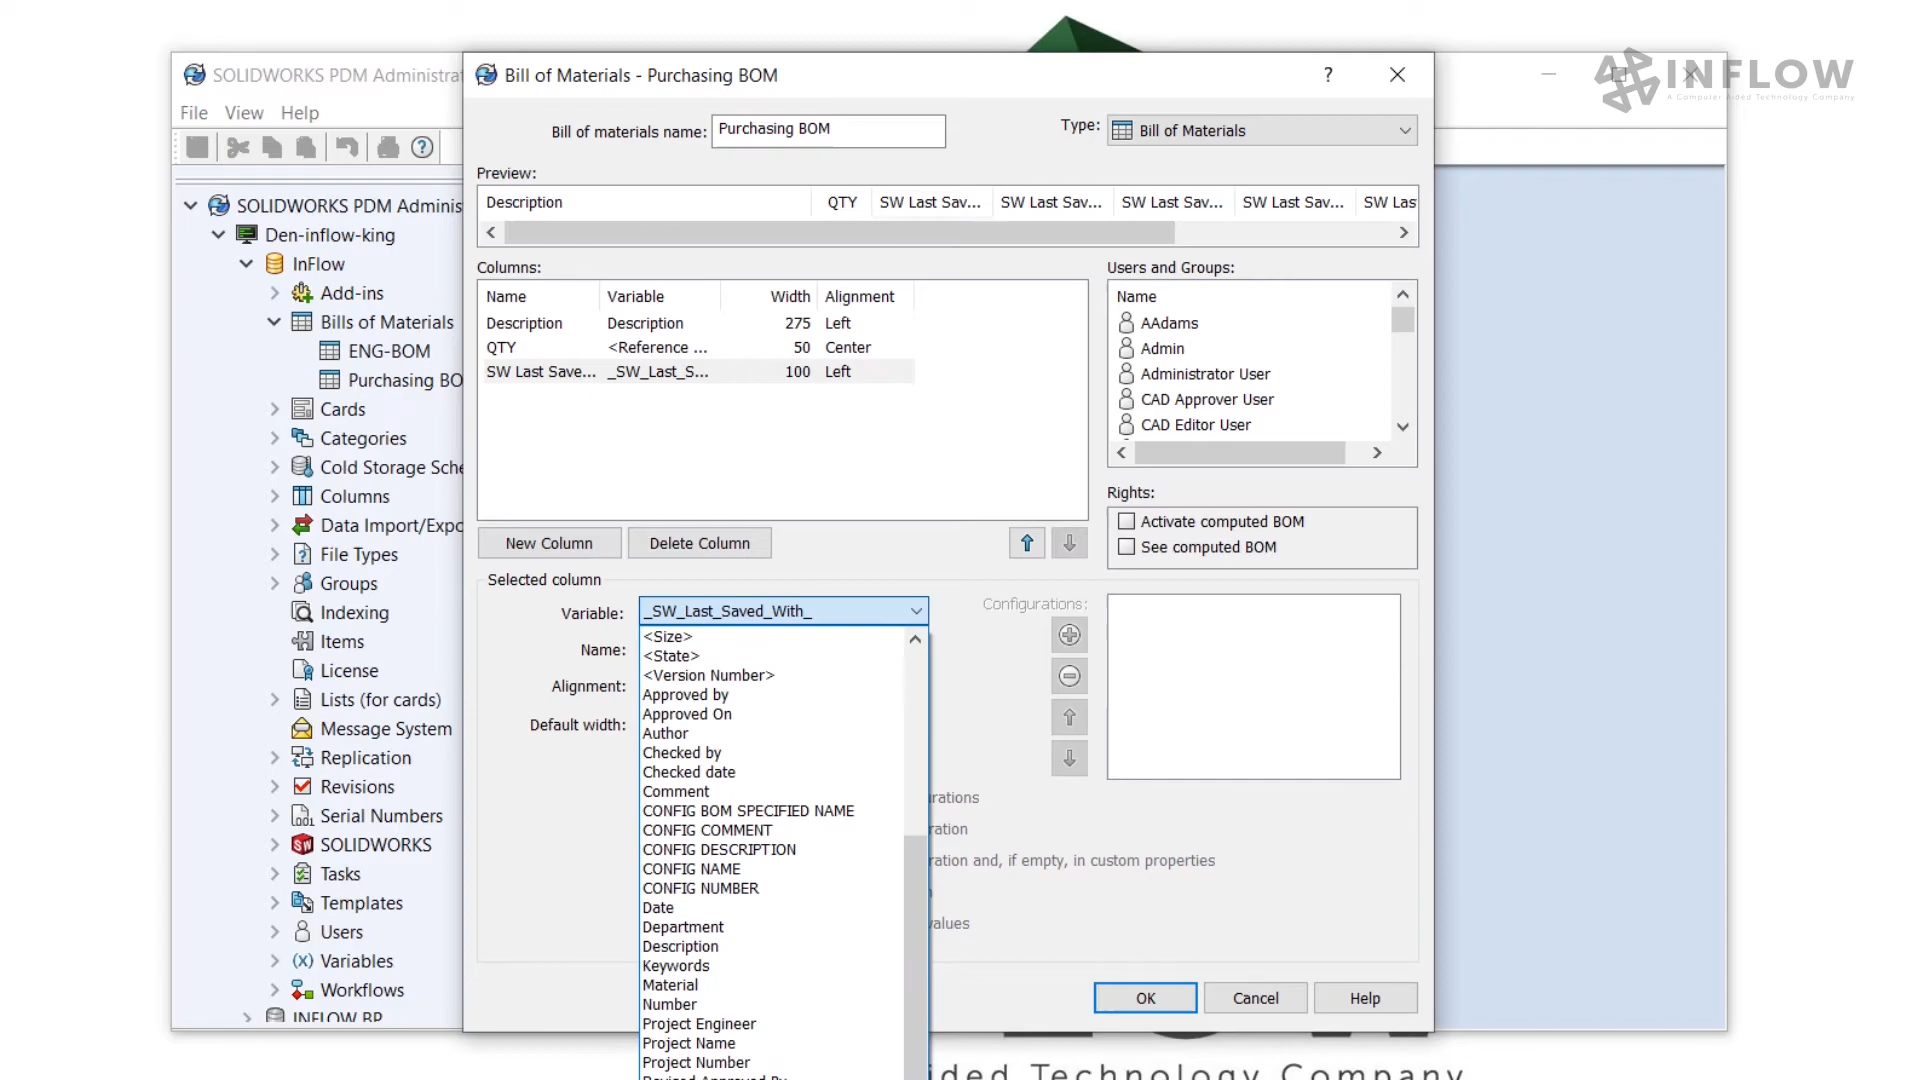 SOLIDWORKS PDM Administrat
Bill of Materials - Purchasing BOM
?
INFLOW
A Computer Aided Technology Company
File View Help
Bill of materials name: Purchasing BOM
Type: Bill of Materials
Preview:
Description QTY SW Last Sav... SW Last Sav... SW Last Sav... SW Last Sav... SW Las
Columns:
Name Variable Width Alignment
Description Description 275 Left
QTY <Reference ... 50 Center
SW Last Save... _SW_Last_S... 100 Left
Users and Groups:
Name
AAdams
Admin
Administrator User
CAD Approver User
CAD Editor User
Rights:
Activate computed BOM
See computed BOM
New Column Delete Column
Selected column
Variable: _SW_Last_Saved_With_
Name:
Alignment:
Default width:
<Size>
<State>
<Version Number>
Approved by
Approved On
Author
Checked by
Checked date
Comment
CONFIG BOM SPECIFIED NAME
CONFIG COMMENT
CONFIG DESCRIPTION
CONFIG NAME
CONFIG NUMBER
Date
Department
Description
Keywords
Material
Number
Project Engineer
Project Name
Project Number
Revised Approved By
Configurations:
urations
ration
ration and, if empty, in custom properties
values
OK Cancel Help
SOLIDWORKS PDM Adminis
Den-inflow-king
InFlow
Add-ins
Bills of Materials
ENG-BOM
Purchasing BO
Cards
Categories
Cold Storage Sche
Columns
Data Import/Expo
File Types
Groups
Indexing
Items
License
Lists (for cards)
Message System
Replication
Revisions
Serial Numbers
SOLIDWORKS
Tasks
Templates
Users
Variables
Workflows
INFLOW BP
ided Technology Company